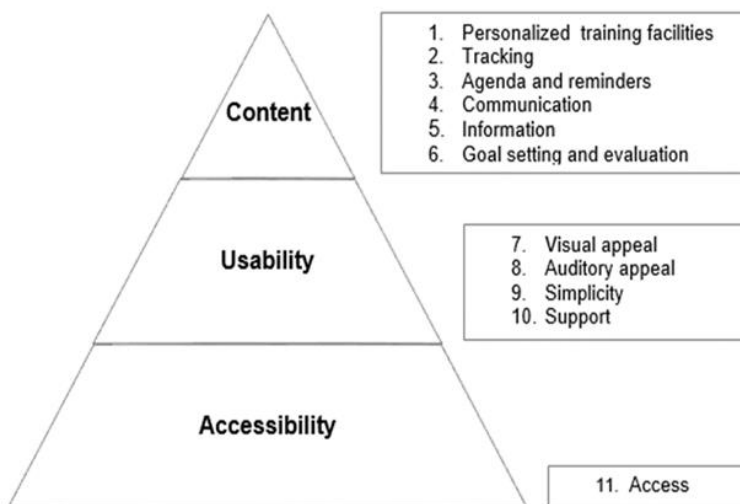 Content
1. Personalized training facilities
2. Tracking
3. Agenda and reminders
4. Communication
5. Information
6. Goal setting and evaluation
Usability
7. Visual appeal
8. Auditory appeal
9. Simplicity
10. Support
Accessibility
11. Access